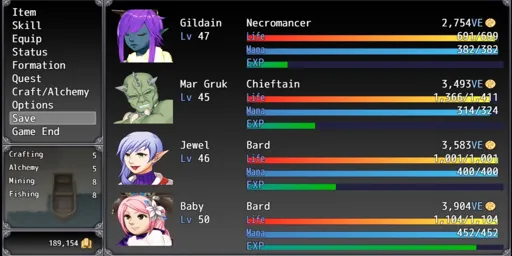 Item
Skill
Equip
Status
Formation
Quest
Craft/Alchemy
Options
Save
Game End
Crafting 5
Alchemy 5
Mining 8
Fishing 8
189,154
Gildain Necromancer 2,754VE
Lv 47 Life 691/699
Mana 382/382
EXP
Mar Gruk Chieftain 3,493VE
Lv 45 Life 1,366/1,411
Mana 314/324
EXP
Jewel Bard 3,583VE
Lv 46 Life 1,001/1,001
Mana 400/400
EXP
Baby Bard 3,904VE
Lv 50 Life 1,104/1,104
Mana 452/452
EXP